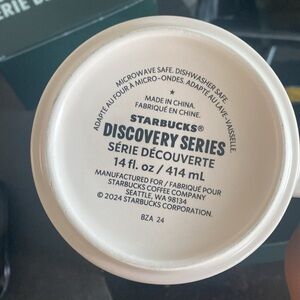 MICROWAVE SAFE. DISHWASHER SAFE.
ADAPTÉ AU FOUR À MICRO-ONDES. ADAPTÉ AU LAVE-VAISSELLE.
MADE IN CHINA.
FABRIQUÉ EN CHINE.
STARBUCKS®
DISCOVERY SERIES
SÉRIE DÉCOUVERTE
14 fl. oz / 414 mL
MANUFACTURED FOR / FABRIQUÉ POUR
STARBUCKS COFFEE COMPANY
SEATTLE, WA 98134
© 2024 STARBUCKS CORPORATION.
BZA 24